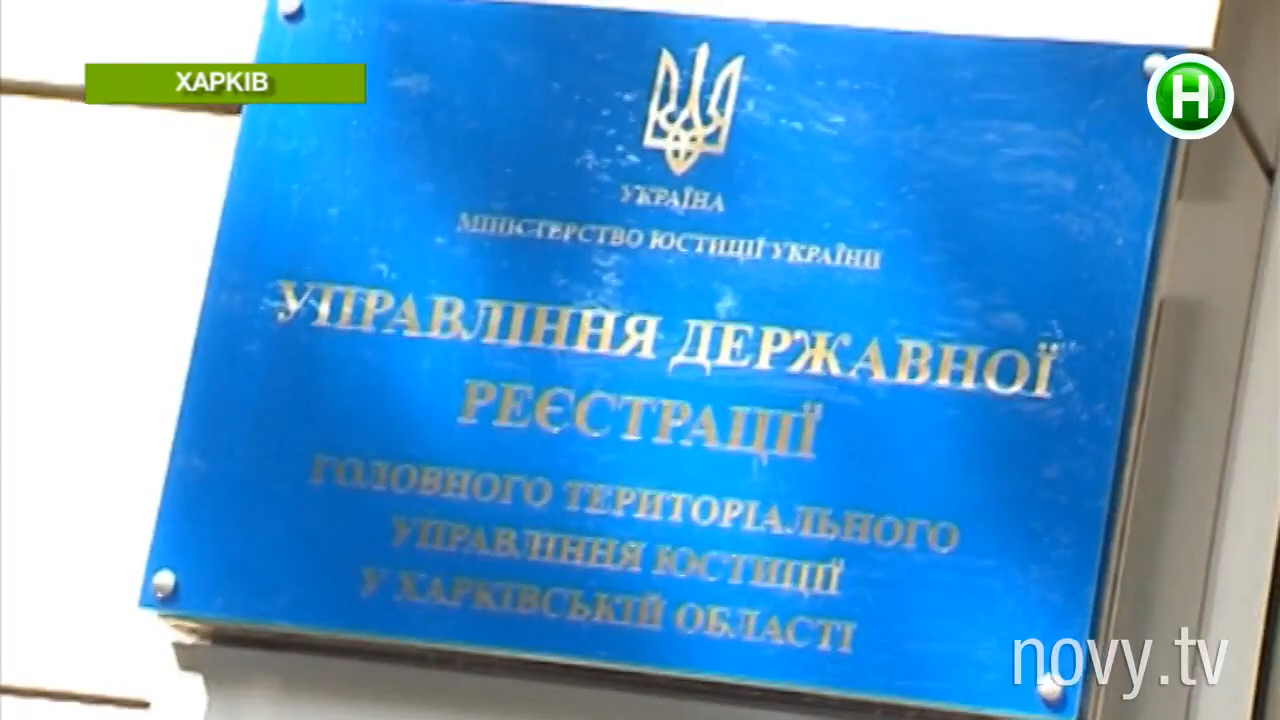 ХАРКІВ
Н
УКРАЇНА
МІНІСТЕРСТВО ЮСТИЦІЇ УКРАЇНИ
УПРАВЛІННЯ ДЕРЖАВНОЇ
РЕЄСТРАЦІЇ
ГОЛОВНОГО ТЕРИТОРІАЛЬНОГО
УПРАВЛІННЯ ЮСТИЦІЇ
У ХАРКІВСЬКІЙ ОБЛАСТІ
novy.tv